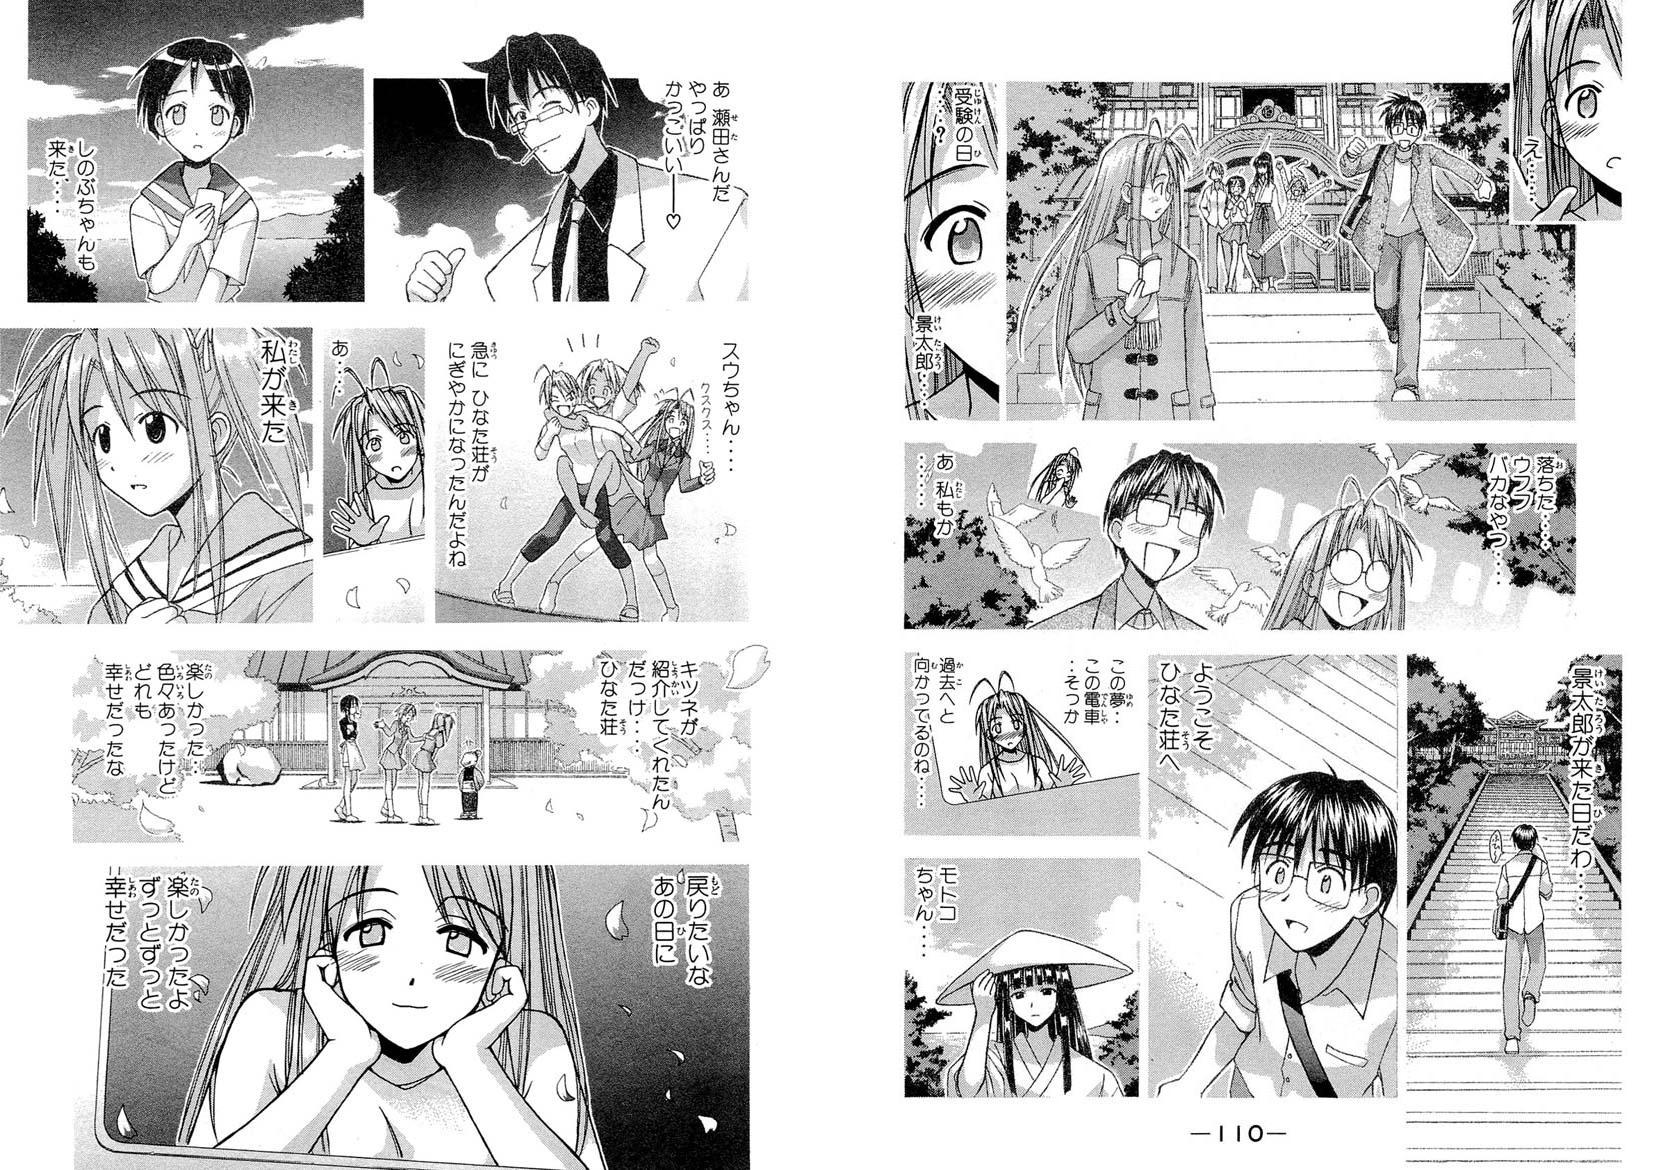 え‥‥‥
受験の日
‥‥‥?
景太郎‥‥
落ちた‥‥
ウフフ
バカなやつ‥‥
あ 私もか
‥‥
景太郎が来た日だわ‥‥
ようこそ
ひなた荘へ
この夢‥
この電車
‥そっか
過去へと
向かってるのね‥‥
モトコ
ちゃん‥‥
—110—
あ 瀬田さんだ
やっぱり
かっこいいー♡
しのぶちゃんも
来た‥‥
スウちゃん‥‥
クスクス‥‥
急に ひなた荘が
にぎやかになったんだよね
あ‥‥
私が来た
キツネが
紹介してくれたん
だっけ‥‥
ひなた荘
楽しかった‥
色々あったけど
どれも
幸せだったな
戻りたいな
あの日に
楽しかったよ
ずっとずっと
幸せだった